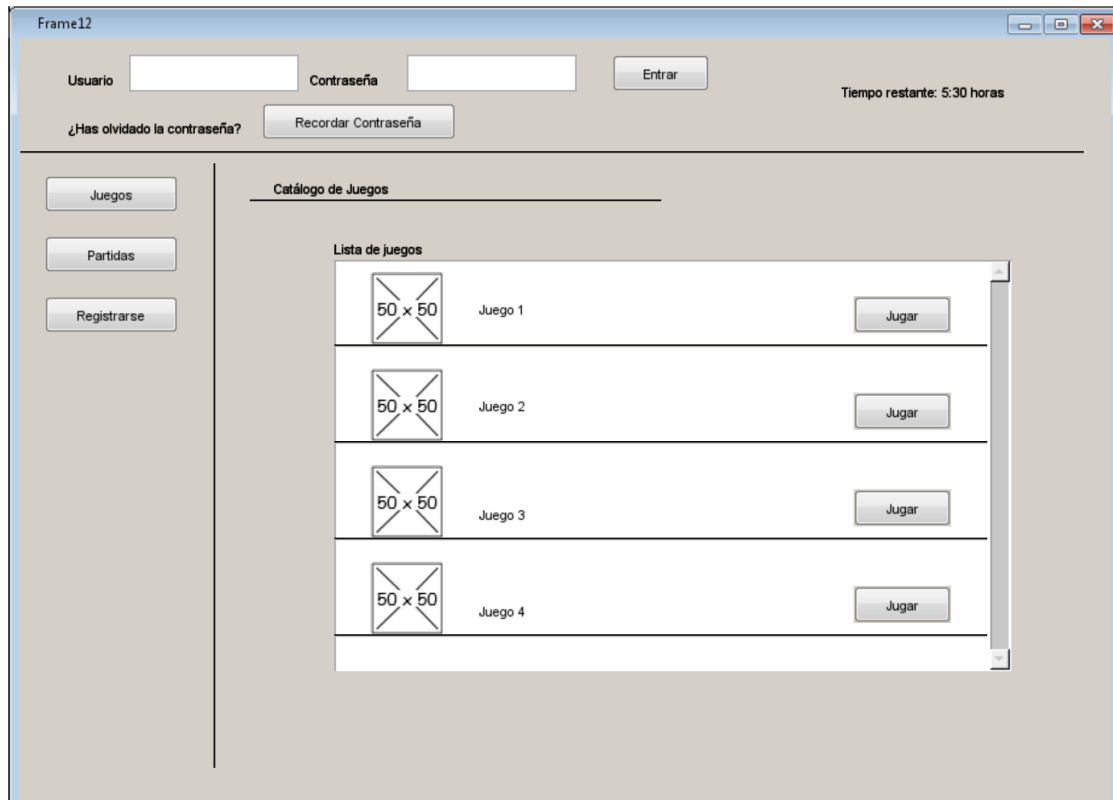 Frame12
Usuario Contraseña Entrar
Tiempo restante: 5:30 horas
¿Has olvidado la contraseña? Recordar Contraseña
Juegos
Partidas
Registrarse
Catálogo de Juegos
Lista de juegos
50 x 50 Juego 1 Jugar
50 x 50 Juego 2 Jugar
50 x 50 Juego 3 Jugar
50 x 50 Juego 4 Jugar